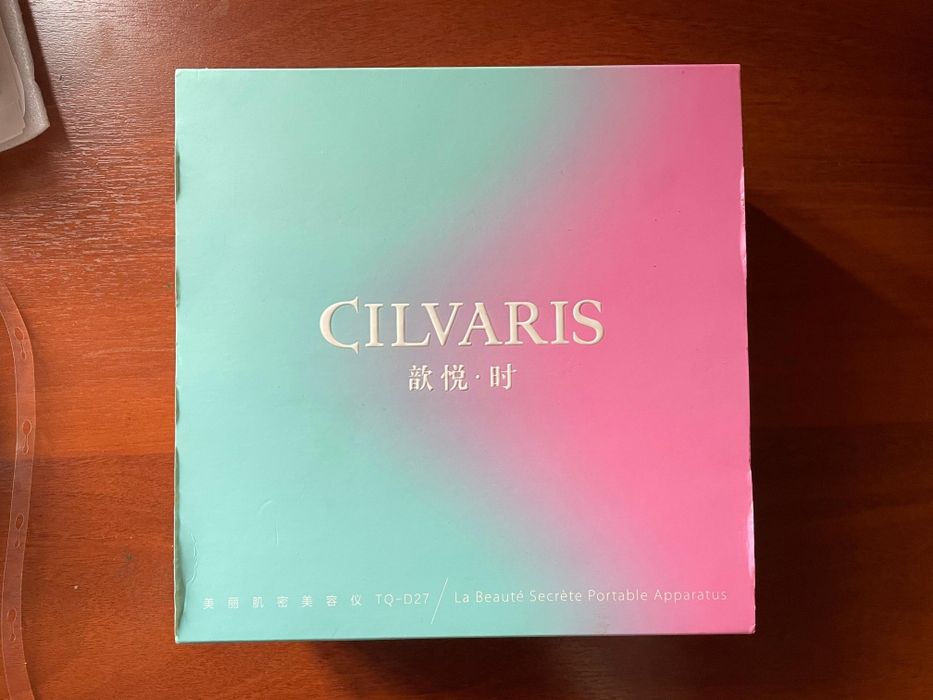 CILVARIS
歆悦·时
美丽肌密美容仪 TQ-D27 / La Beauté Secrète Portable Apparatus